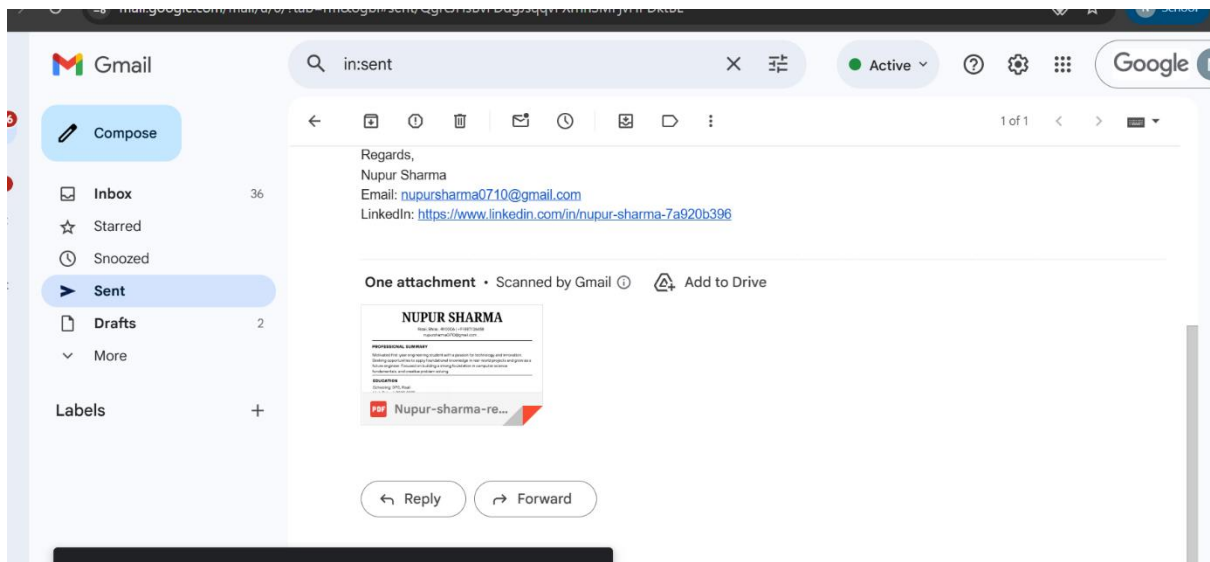 Gmail
in:sent
Active
Google
Compose
1 of 1
Inbox 36
Starred
Snoozed
Sent
Drafts 2
More
Labels
Regards,
Nupur Sharma
Email: nupursharma0710@gmail.com
LinkedIn: https://www.linkedin.com/in/nupur-sharma-7a920b396
One attachment • Scanned by Gmail
Add to Drive
NUPUR SHARMA
PROFESSIONAL SUMMARY
EDUCATION
PDF Nupur-sharma-re...
Reply
Forward